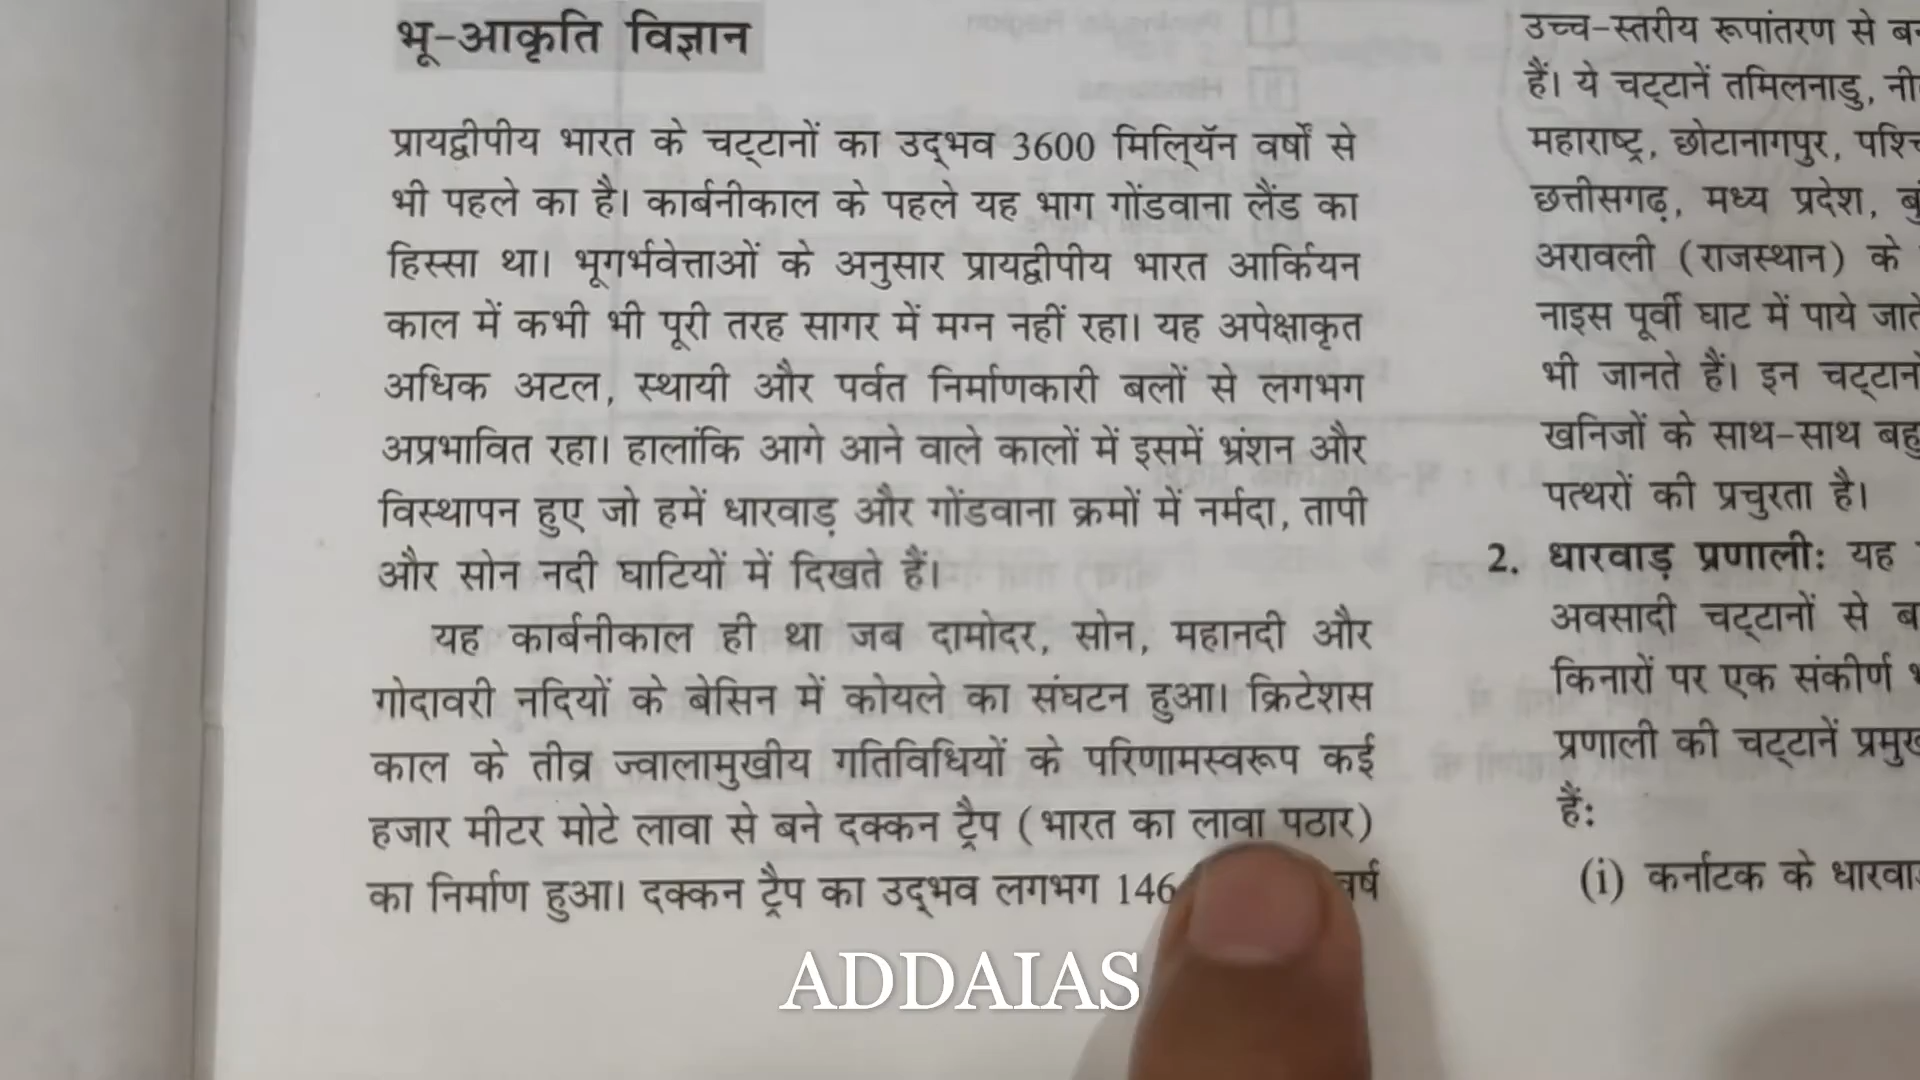 भू-आकृति विज्ञान
प्रायद्वीपीय भारत के चट्टानों का उद्भव 3600 मिलियॅन वर्षों से
भी पहले का है। कार्बनीकाल के पहले यह भाग गोंडवाना लैंड का
हिस्सा था। भूगर्भवेत्ताओं के अनुसार प्रायद्वीपीय भारत आर्कियन
काल में कभी भी पूरी तरह सागर में मग्न नहीं रहा। यह अपेक्षाकृत
अधिक अटल, स्थायी और पर्वत निर्माणकारी बलों से लगभग
अप्रभावित रहा। हालांकि आगे आने वाले कालों में इसमें भ्रंशन और
विस्थापन हुए जो हमें धारवाड़ और गोंडवाना क्रमों में नर्मदा, तापी
और सोन नदी घाटियों में दिखते हैं।
यह कार्बनीकाल ही था जब दामोदर, सोन, महानदी और
गोदावरी नदियों के बेसिन में कोयले का संघटन हुआ। क्रिटेशस
काल के तीव्र ज्वालामुखीय गतिविधियों के परिणामस्वरूप कई
हजार मीटर मोटे लावा से बने दक्कन ट्रैप (भारत का लावा पठार)
का निर्माण हुआ। दक्कन ट्रैप का उद्भव लगभग 146 वर्ष
उच्च-स्तरीय रूपांतरण से
हैं। ये चट्टानें तमिलनाडु,
महाराष्ट्र, छोटानागपुर,
छत्तीसगढ़, मध्य प्रदेश,
अरावली (राजस्थान) के
नाइस पूर्वी घाट में पाये
भी जानते हैं। इन
खनिजों के साथ-साथ
पत्थरों की प्रचुरता है।
2. धारवाड़ प्रणाली: यह
अवसादी चट्टानों से
किनारों पर एक संकीर्ण
प्रणाली की चट्टानें
हैं:
(i) कर्नाटक के
ADDAIAS